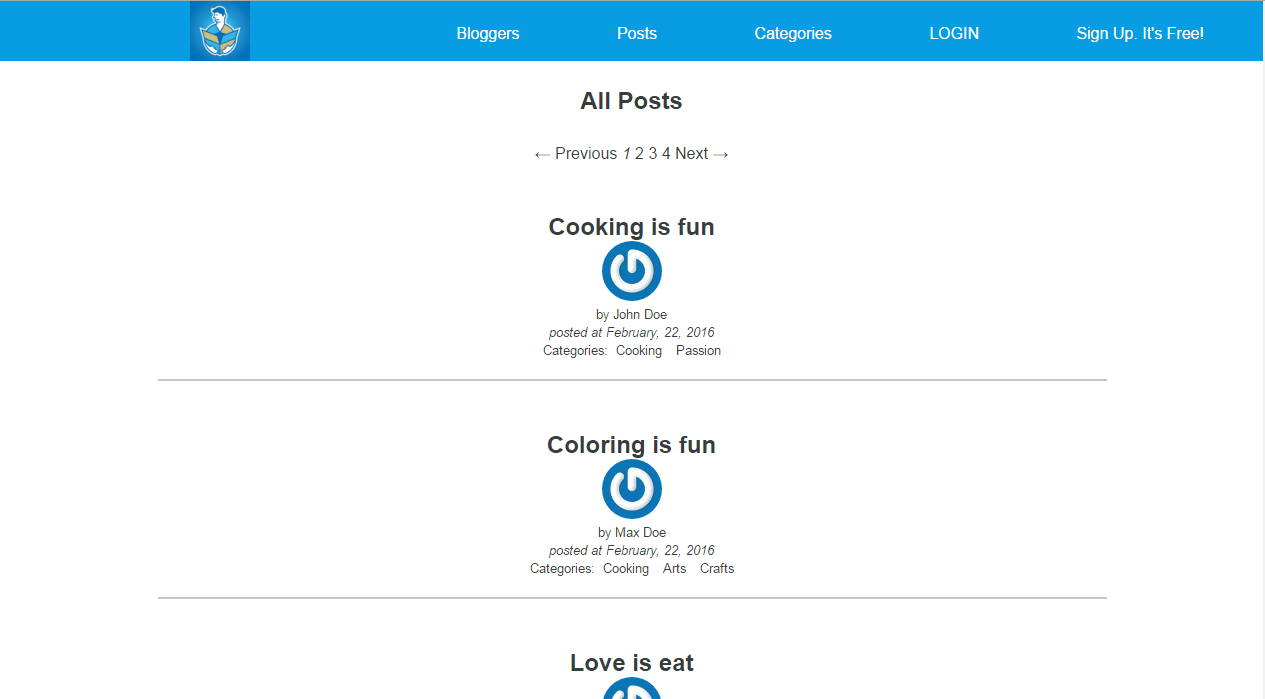 Bloggers Posts Categories LOGIN Sign Up. It's Free!
All Posts
← Previous 1 2 3 4 Next →
Cooking is fun
by John Doe
posted at February, 22, 2016
Categories: Cooking Passion
Coloring is fun
by Max Doe
posted at February, 22, 2016
Categories: Cooking Arts Crafts
Love is eat